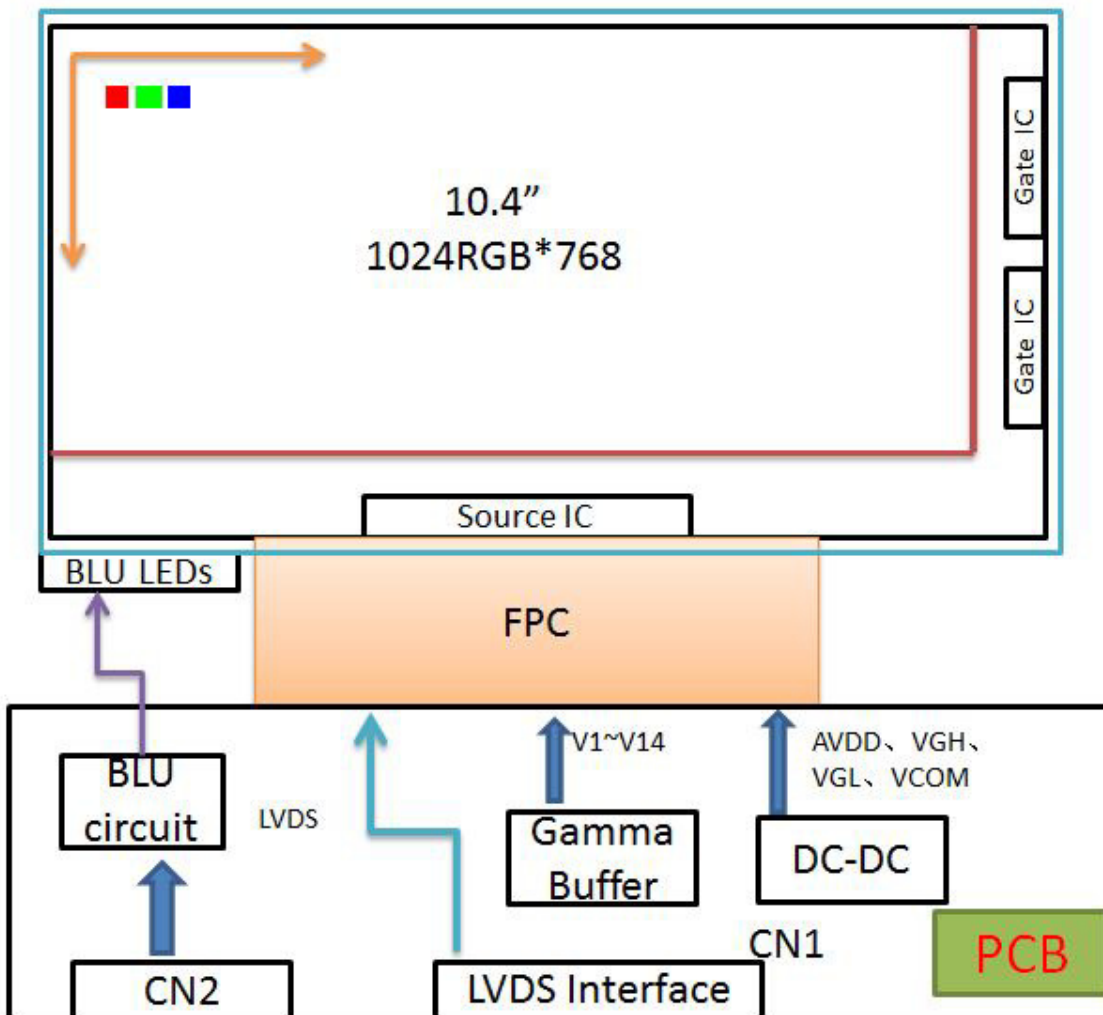 10.4”
1024RGB*768
Gate IC
Gate IC
Source IC
BLU LEDs
FPC
V1~V14
AVDD、VGH、
VGL、VCOM
BLU
circuit
LVDS
Gamma
Buffer
DC-DC
CN1
PCB
CN2
LVDS Interface